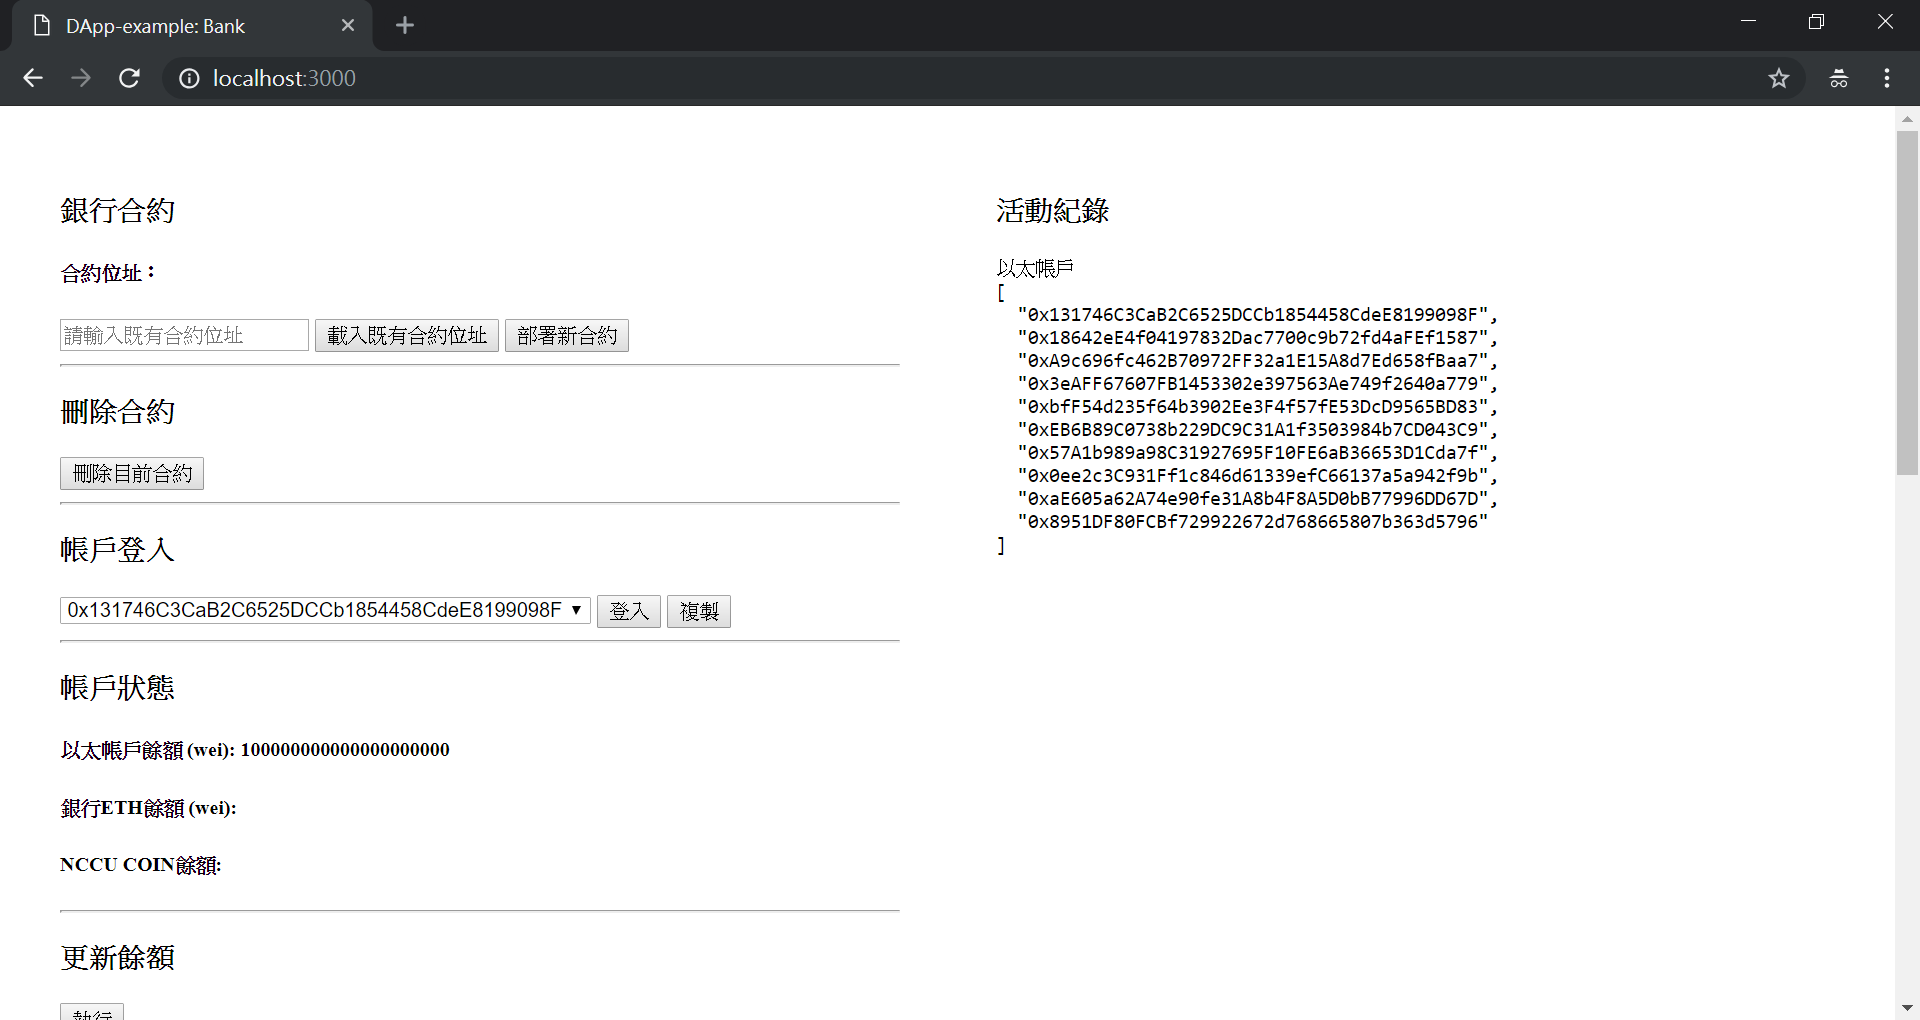 DApp-example: Bank
localhost:3000
銀行合約
合約位址：
請輸入既有合約位址 載入既有合約位址 部署新合約
刪除合約
刪除目前合約
帳戶登入
0x131746C3CaB2C6525DCCb1854458CdeE8199098F 登入 複製
帳戶狀態
以太帳戶餘額 (wei): 100000000000000000000
銀行ETH餘額 (wei):
NCCU COIN餘額:
更新餘額
執行
活動紀錄
以太帳戶
[
"0x131746C3CaB2C6525DCCb1854458CdeE8199098F",
"0x18642eE4f04197832Dac7700c9b72fd4aFEf1587",
"0xA9c696fc462B70972FF32a1E15A8d7Ed658fBaa7",
"0x3eAFF67607FB1453302e397563Ae749f2640a779",
"0xbfF54d235f64b3902Ee3F4f57fE53DcD9565BD83",
"0xEB6B89C0738b229DC9C31A1f3503984b7CD043C9",
"0x57A1b989a98C31927695F10FE6aB36653D1Cda7f",
"0x0ee2c3C931Ff1c846d61339efC66137a5a942f9b",
"0xaE605a62A74e90fe31A8b4F8A5D0bB77996DD67D",
"0x8951DF80FCBf729922672d768665807b363d5796"
]